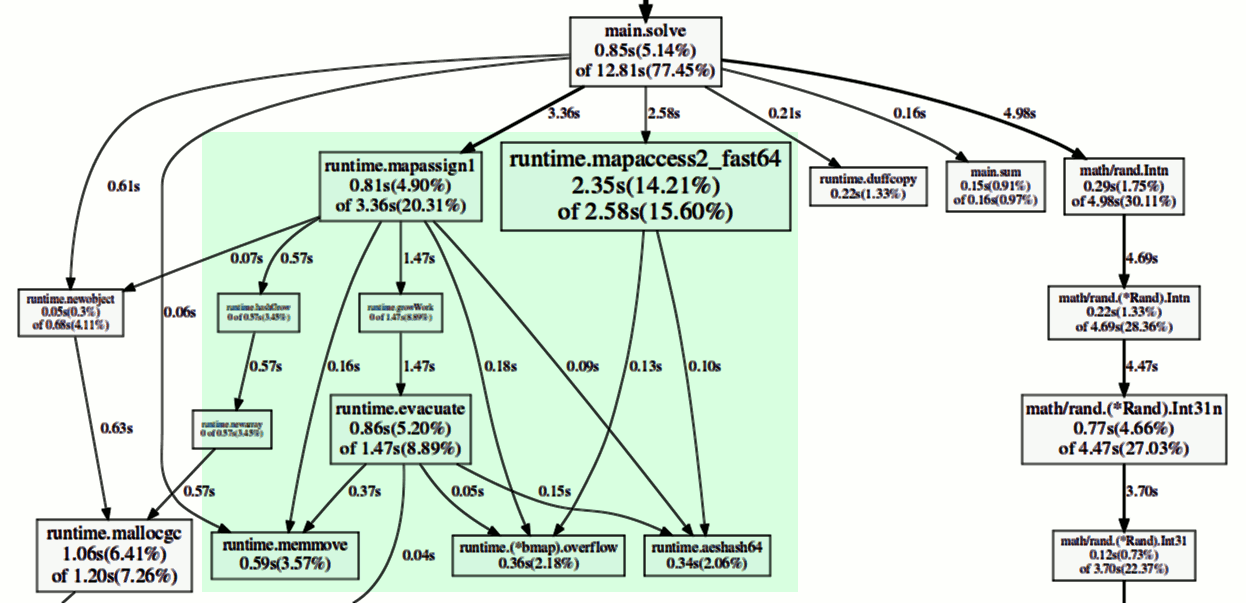 main.solve
0.85s(5.14%)
of 12.81s(77.45%)
3.36s
2.58s
0.21s
0.16s
4.98s
0.61s
runtime.mapassign1
0.81s(4.90%)
of 3.36s(20.31%)
runtime.mapaccess2_fast64
2.35s(14.21%)
of 2.58s(15.60%)
runtime.duffcopy
0.22s(1.33%)
main.sum
0.15s(0.91%)
of 0.16s(0.97%)
math/rand.Intn
0.29s(1.75%)
of 4.98s(30.11%)
0.07s
0.57s
1.47s
4.69s
runtime.newobject
0.05s(0.3%)
of 0.68s(4.11%)
0.06s
runtime.hashGrow
0 of 0.57s(3.45%)
runtime.growWork
0 of 1.47s(8.89%)
math/rand.(*Rand).Intn
0.22s(1.33%)
of 4.69s(28.36%)
0.57s
0.16s
1.47s
0.18s
0.09s
0.13s
0.10s
4.47s
0.63s
runtime.newarray
0 of 0.57s(3.45%)
runtime.evacuate
0.86s(5.20%)
of 1.47s(8.89%)
math/rand.(*Rand).Int31n
0.77s(4.66%)
of 4.47s(27.03%)
0.57s
0.37s
0.05s
0.15s
3.70s
runtime.mallocgc
1.06s(6.41%)
of 1.20s(7.26%)
runtime.memmove
0.59s(3.57%)
0.04s
runtime.(*bmap).overflow
0.36s(2.18%)
runtime.aeshash64
0.34s(2.06%)
math/rand.(*Rand).Int31
0.12s(0.73%)
of 3.70s(22.37%)